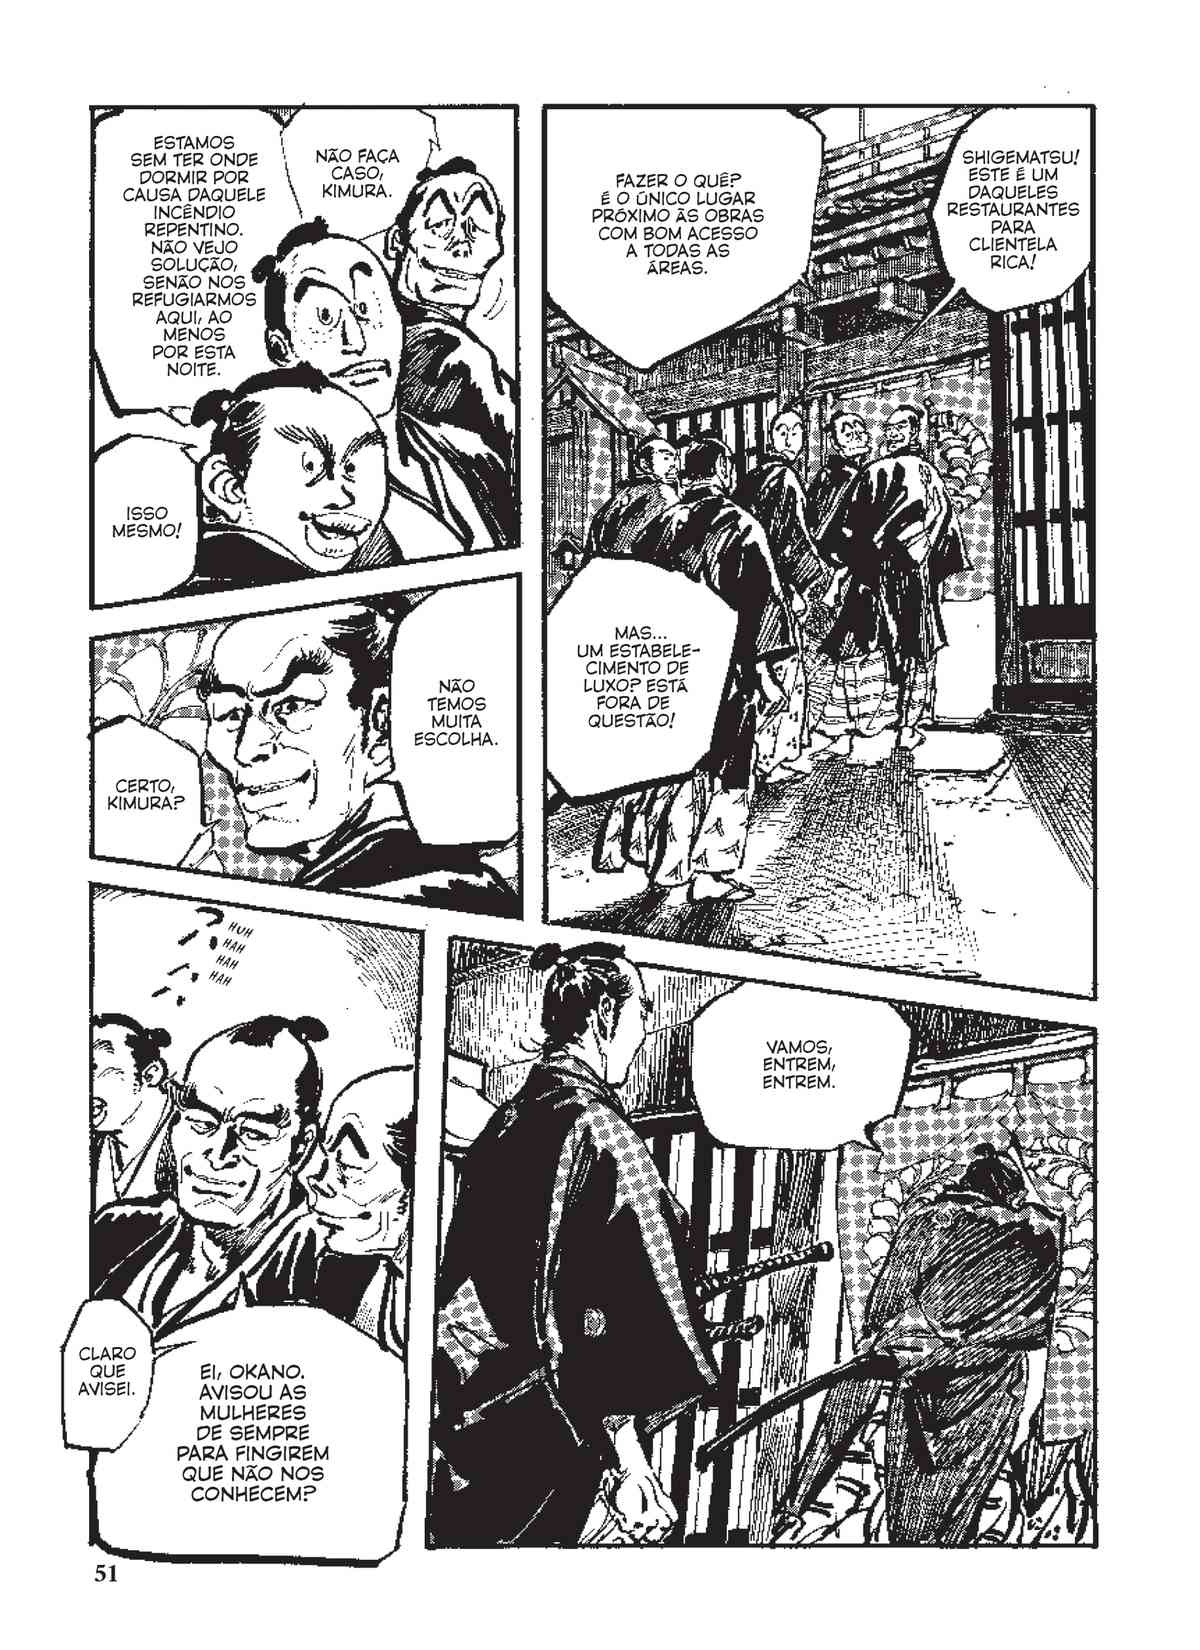 SHIGEMATSU!
ESTE É UM
DAQUELES
RESTAURANTES
PARA
CLIENTELA
RICA!
FAZER O QUÊ?
É O ÚNICO LUGAR
PRÓXIMO ÀS OBRAS
COM BOM ACESSO
A TODAS AS
ÁREAS.
MAS...
UM ESTABELE-
CIMENTO DE
LUXO? ESTÁ
FORA DE
QUESTÃO!
NÃO FAÇA
CASO,
KIMURA.
ESTAMOS
SEM TER ONDE
DORMIR POR
CAUSA DAQUELE
INCÊNDIO
REPENTINO.
NÃO VEJO
SOLUÇÃO,
SENÃO NOS
REFUGIARMOS
AQUI, AO
MENOS
POR ESTA
NOITE.
ISSO
MESMO!
NÃO
TEMOS
MUITA
ESCOLHA.
CERTO,
KIMURA?
VAMOS,
ENTREM,
ENTREM.
HUH
HAH
HAH
HAH
EI, OKANO.
AVISOU AS
MULHERES
DE SEMPRE
PARA FINGIREM
QUE NÃO NOS
CONHECEM?
CLARO
QUE
AVISEI.
51